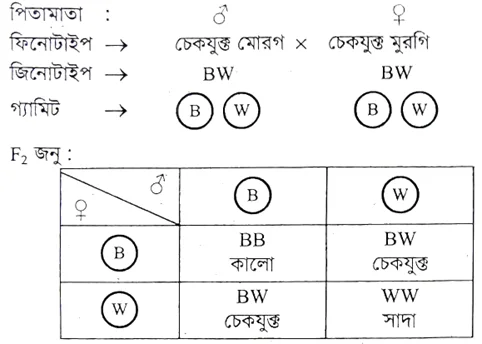 পিতামাতা : ♂ ♀
ফিনোটাইপ → চেকযুক্ত মোরগ × চেকযুক্ত মুরগি
জিনোটাইপ → BW BW
গ্যামিট → B W B W
F₂ জনু :
♂ ♀ B W
B BB কালো BW চেকযুক্ত
W BW চেকযুক্ত WW সাদা